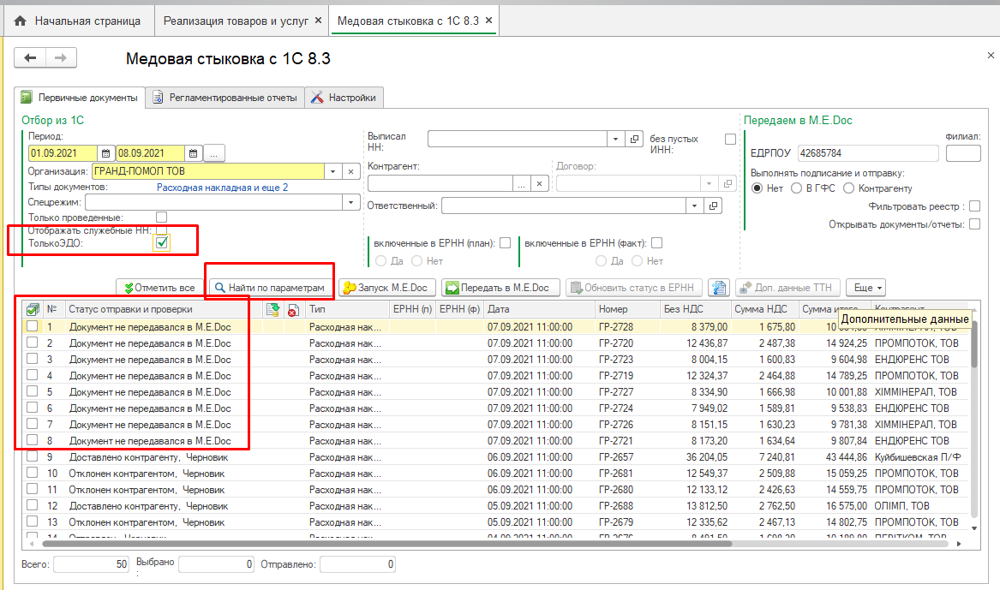 Начальная страница Реализация товаров и услуг × Медовая стыковка с 1С 8.3 ×
Медовая стыковка с 1С 8.3
Первичные документы Регламентированные отчеты Настройки
Отбор из 1С Передаем в M.E.Doc
Период: Выписал НН: без пустых ИНН: Филиал:
01.09.2021 08.09.2021 ... ЕДРПОУ 42685784
Организация: ГРАНД-ПОМОЛ ТОВ Контрагент: Договор:
Выполнять подписание и отправку:
Типы документов: Расходная накладная и еще 2 Нет В ГФС Контрагенту
Спецрежим: Ответственный: Фильтровать реестр :
Только проведенные:
Отображать служебные НН: Открывать документы/отчеты:
ТолькоЭДО: включенные в ЕРНН (план): включенные в ЕРНН (факт):
Да Нет Да Нет
Отметить все Найти по параметрам Запуск M.E.Doc Передать в M.E.Doc Обновить статус в ЕРНН Доп. данные ТТН Еще
№ Статус отправки и проверки Тип ЕРНН (п) ЕРНН (ф) Дата Номер Без НДС Сумма НДС Сумма итого Контрагент
Дополнительные данные
1 Документ не передавался в M.E.Doc Расходная нак... 07.09.2021 11:00:00 ГР-2728 8 379,00 1 675,80
2 Документ не передавался в M.E.Doc Расходная нак... 07.09.2021 11:00:00 ГР-2720 12 436,87 2 487,38 14 924,25 ПРОМПОТОК, ТОВ
3 Документ не передавался в M.E.Doc Расходная нак... 07.09.2021 11:00:00 ГР-2723 8 004,15 1 600,83 9 604,98 ЕНДЮРЕНС ТОВ
4 Документ не передавался в M.E.Doc Расходная нак... 07.09.2021 11:00:00 ГР-2719 12 324,37 2 464,88 14 789,25 ПРОМПОТОК, ТОВ
5 Документ не передавался в M.E.Doc Расходная нак... 07.09.2021 11:00:00 ГР-2727 8 334,90 1 666,98 10 001,88 ХІММІНЕРАЛ, ТОВ
6 Документ не передавался в M.E.Doc Расходная нак... 07.09.2021 11:00:00 ГР-2724 7 949,02 1 589,81 9 538,83 ЕНДЮРЕНС ТОВ
7 Документ не передавался в M.E.Doc Расходная нак... 07.09.2021 11:00:00 ГР-2726 8 151,15 1 630,23 9 781,38 ХІММІНЕРАЛ, ТОВ
8 Документ не передавался в M.E.Doc Расходная нак... 07.09.2021 11:00:00 ГР-2721 8 173,20 1 634,64 9 807,84 ЕНДЮРЕНС ТОВ
9 Доставлено контрагенту, Черновик Расходная нак... 06.09.2021 11:00:00 ГР-2657 36 204,05 7 240,81 43 444,86 Куйбишевская П/Ф
10 Отклонен контрагентом, Черновик Расходная нак... 06.09.2021 11:00:00 ГР-2681 12 549,37 2 509,88 15 059,25 ПРОМПОТОК, ТОВ
11 Отклонен контрагентом, Черновик Расходная нак... 06.09.2021 11:00:00 ГР-2680 12 133,12 2 426,63 14 559,75 ПРОМПОТОК, ТОВ
12 Доставлено контрагенту, Черновик Расходная нак... 05.09.2021 11:00:00 ГР-2688 13 812,50 2 762,50 16 575,00 ОЛІМП, ТОВ
13 Отклонен контрагентом, Черновик Расходная нак... 05.09.2021 11:00:00 ГР-2679 12 335,62 2 467,13 14 802,75 ПРОМПОТОК, ТОВ
Всего: 50 Выбрано : 0 Отправлено: 0